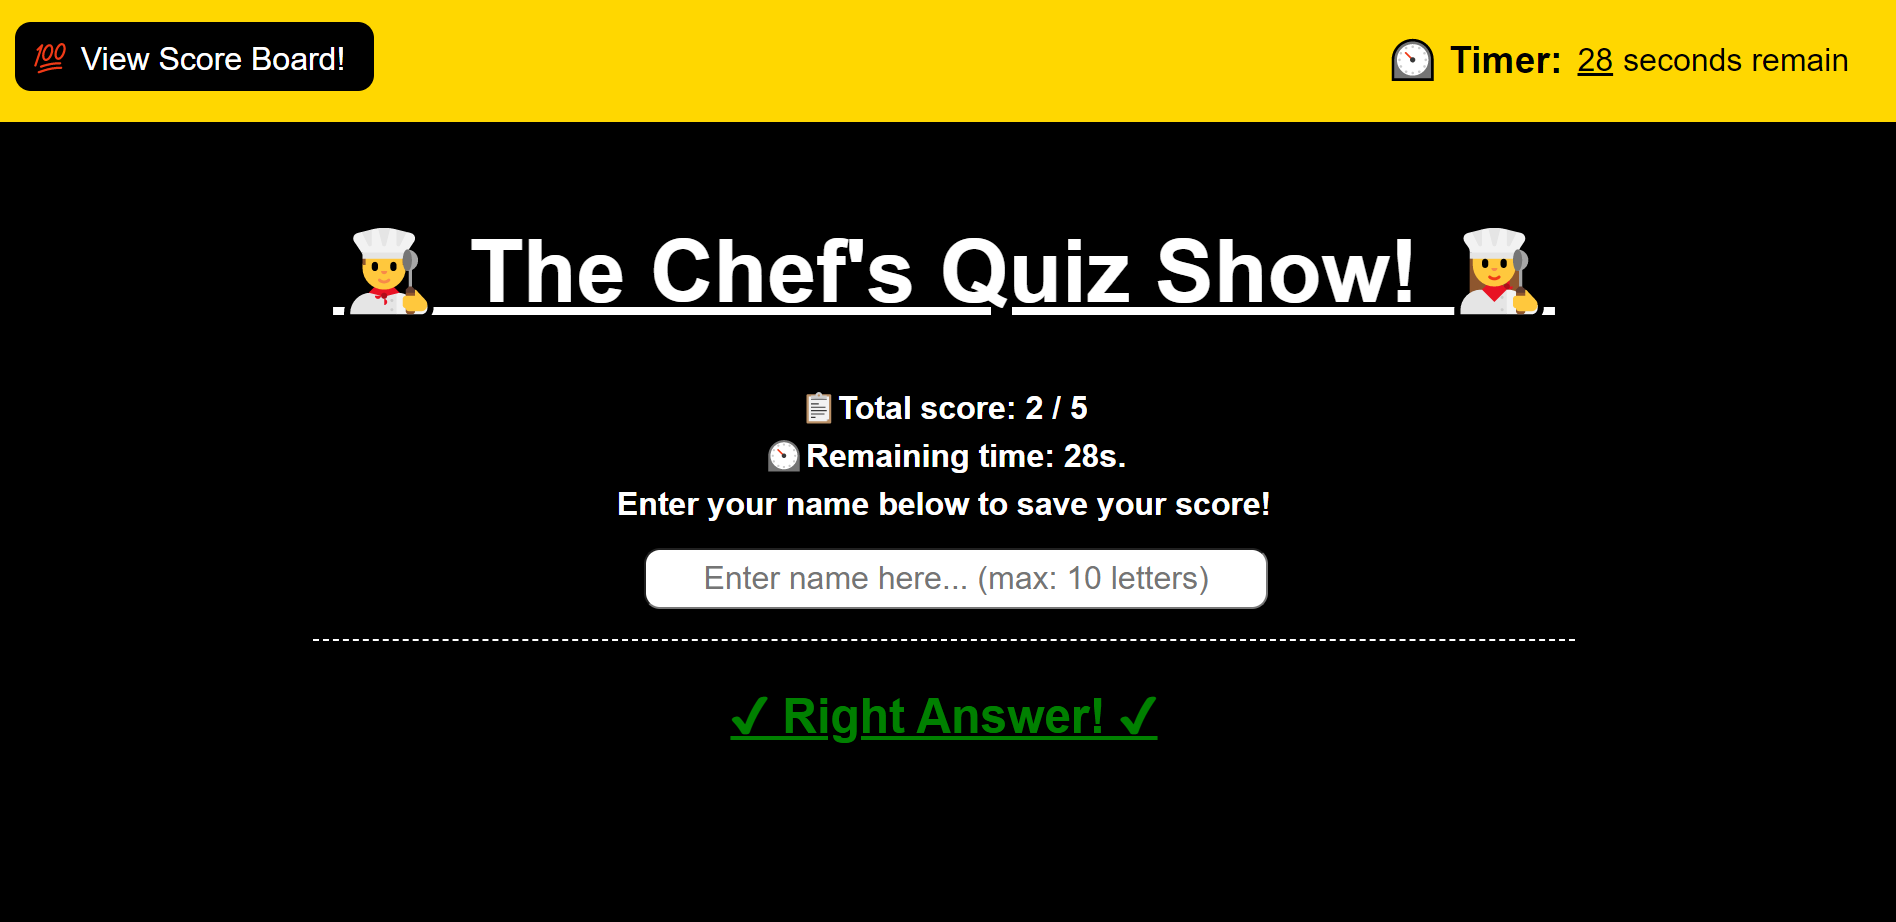 💯 View Score Board!
Timer: 28 seconds remain
The Chef's Quiz Show!
Total score: 2 / 5
Remaining time: 28s.
Enter your name below to save your score!
Enter name here... (max: 10 letters)
✓ Right Answer! ✓